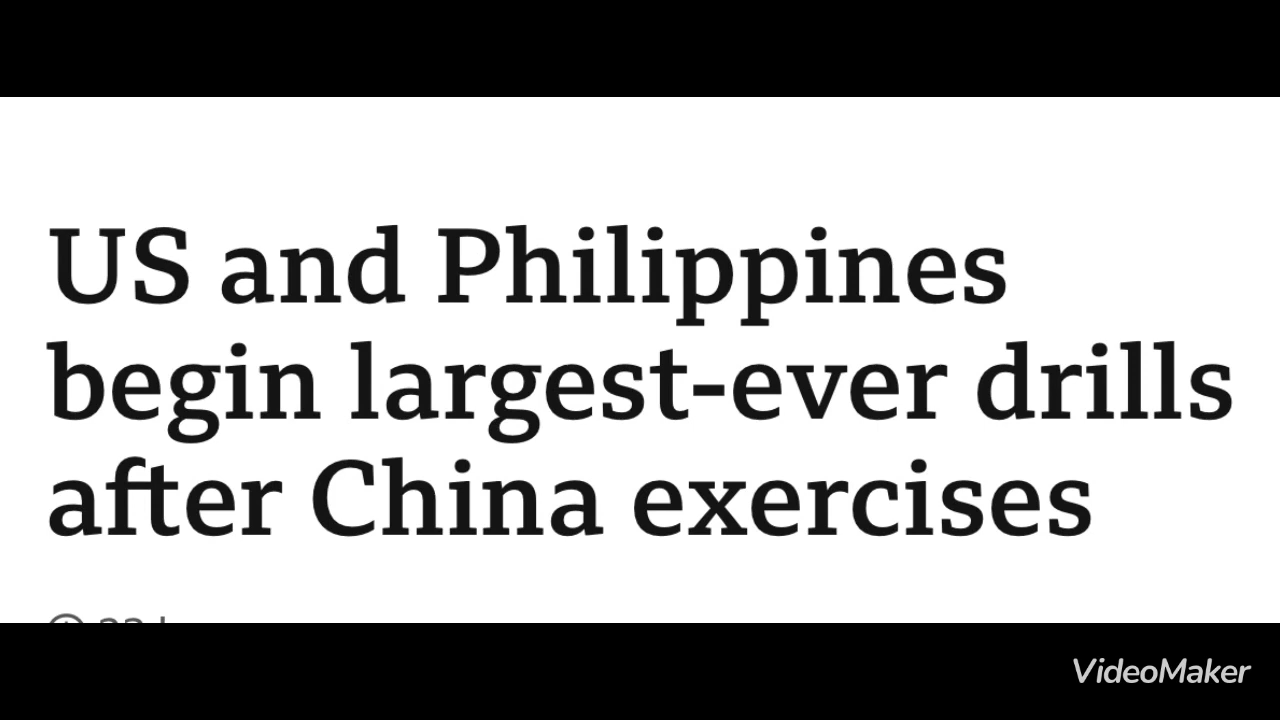 US and Philippines
begin largest-ever drills
after China exercises
VideoMaker